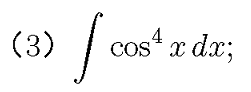 (3) ∫ cos⁴ x dx;